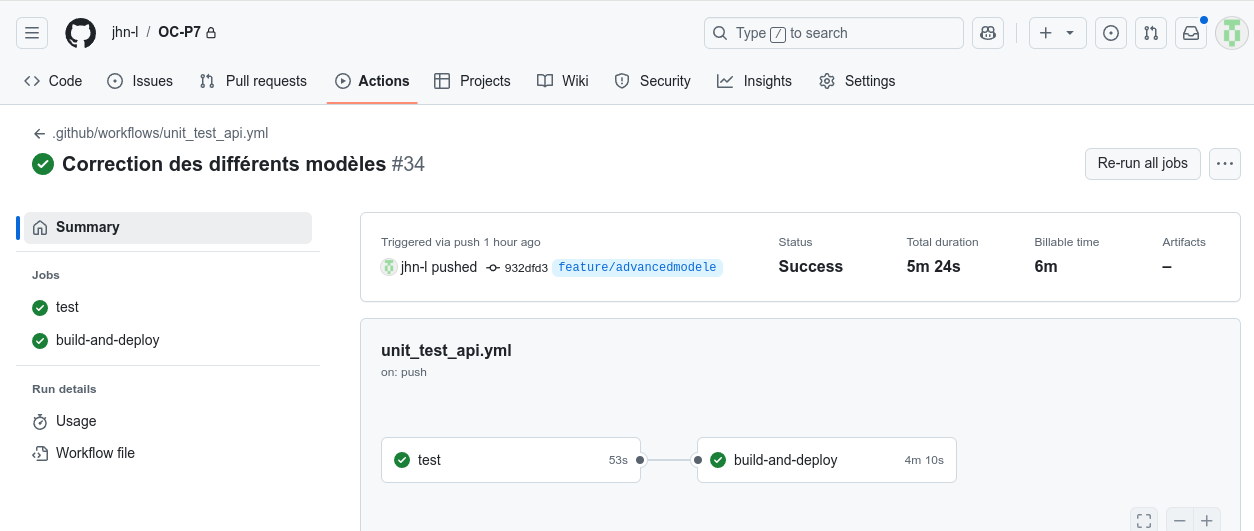 jhn-l / OC-P7
Type / to search
Code
Issues
Pull requests
Actions
Projects
Wiki
Security
Insights
Settings
.github/workflows/unit_test_api.yml
Correction des différents modèles #34
Re-run all jobs
Summary
Jobs
test
build-and-deploy
Run details
Usage
Workflow file
Triggered via push 1 hour ago
jhn-l pushed 932dfd3 feature/advancedmodele
Status
Success
Total duration
5m 24s
Billable time
6m
Artifacts
–
unit_test_api.yml
on: push
test 53s
build-and-deploy 4m 10s